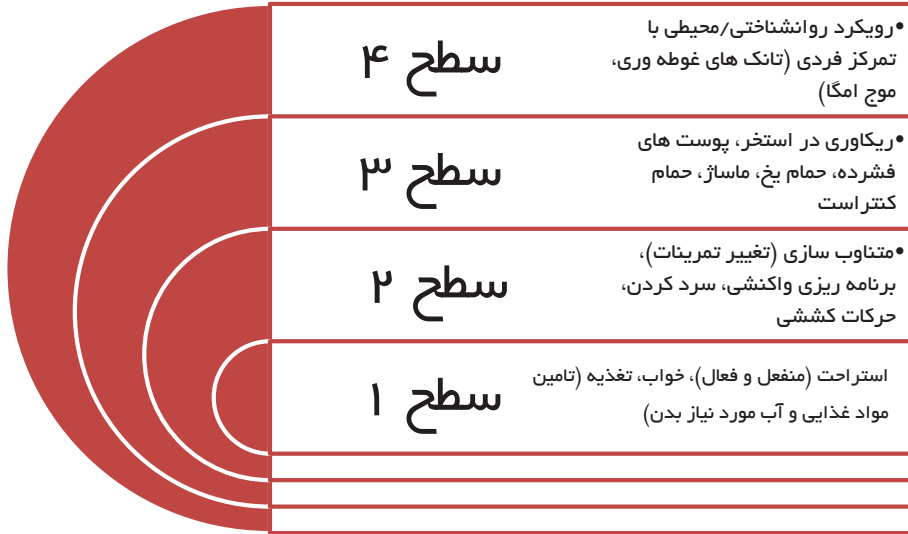 سطح ۴
•رویکرد روانشناختی/محیطی با
تمرکز فردی (تانک های غوطه وری،
موج امگا)
سطح ۳
•ریکاوری در استخر، پوست های
فشرده، حمام یخ، ماساژ، حمام
کنتراست
سطح ۲
•متناوب سازی (تغییر تمرینات)،
برنامه ریزی واکنشی، سرد کردن،
حرکات کششی
سطح ۱
استراحت (منفعل و فعال)، خواب، تغذیه (تامین
مواد غذایی و آب مورد نیاز بدن)